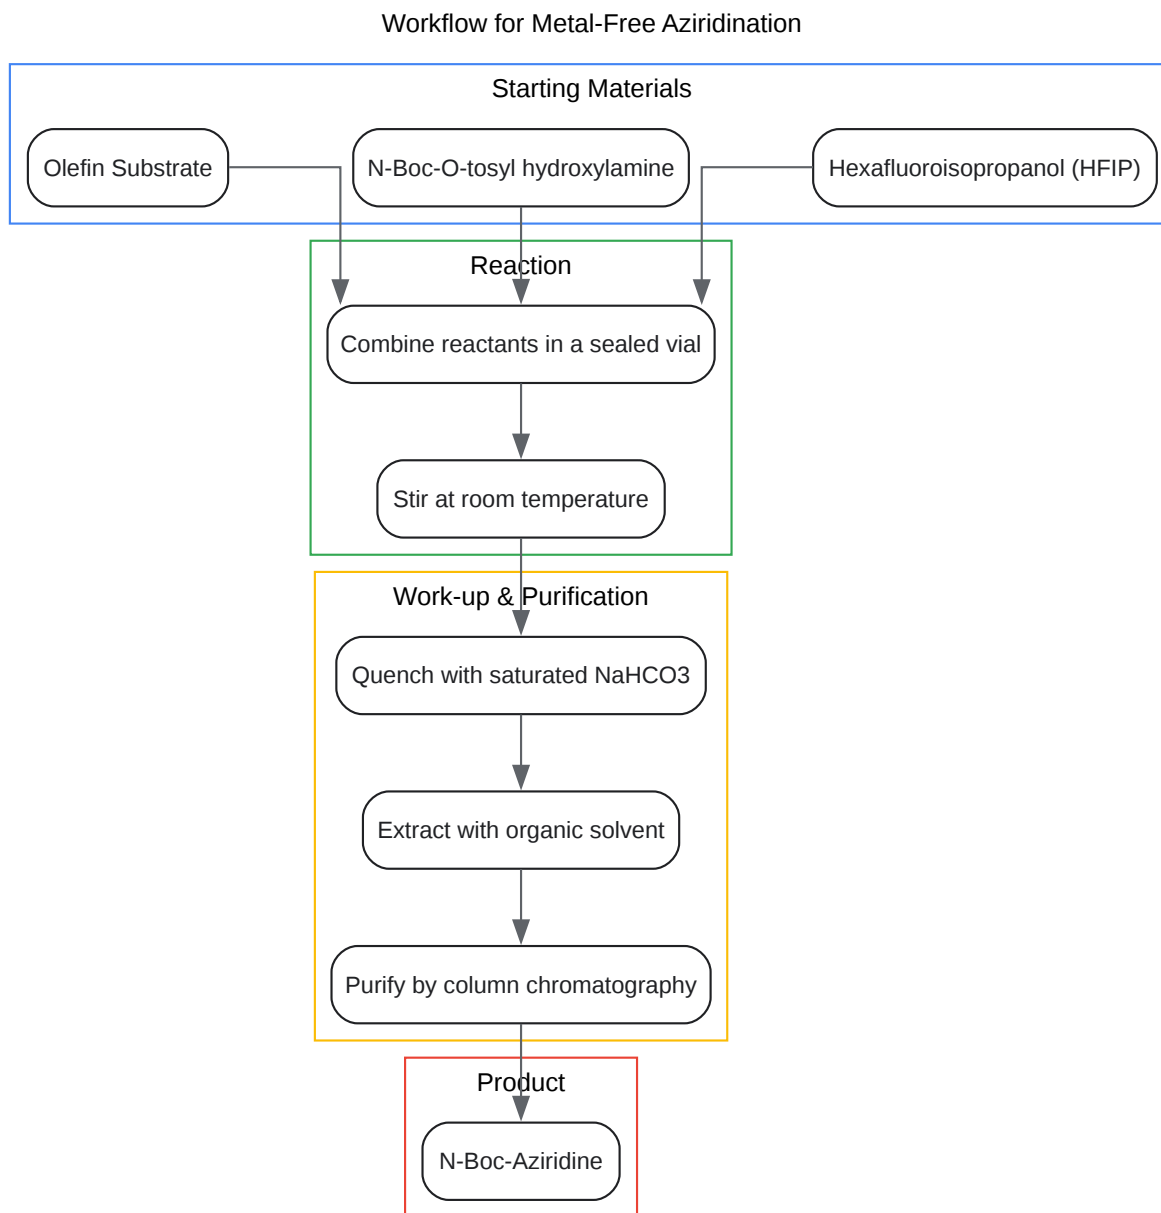 Workflow for Metal-Free Aziridination
Starting Materials
Olefin Substrate
N-Boc-O-tosyl hydroxylamine
Hexafluoroisopropanol (HFIP)
Reaction
Combine reactants in a sealed vial
Stir at room temperature
Work-up & Purification
Quench with saturated NaHCO3
Extract with organic solvent
Purify by column chromatography
Product
N-Boc-Aziridine